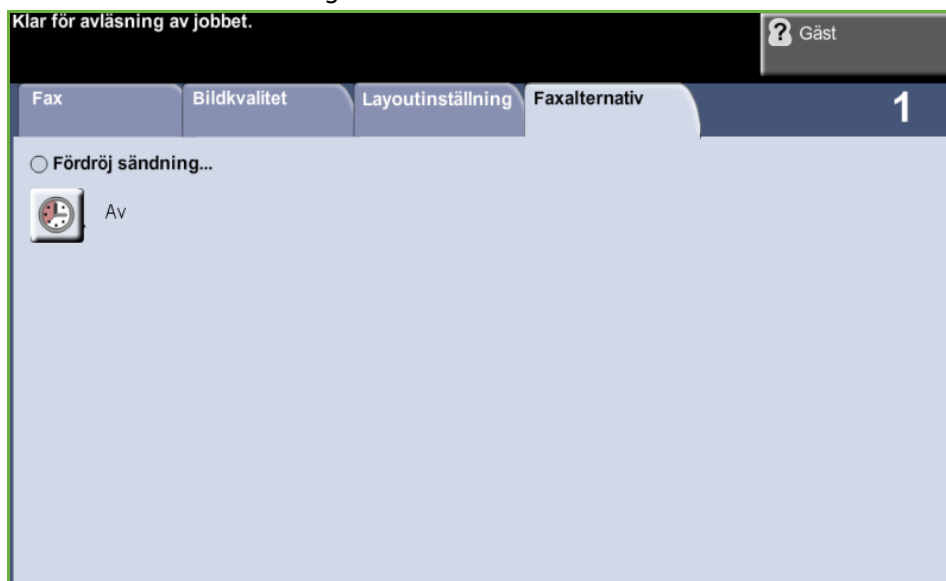 Klar för avläsning av jobbet.
? Gäst
Fax Bildkvalitet Layoutinställning Faxalternativ 1
Fördröj sändning...
Av